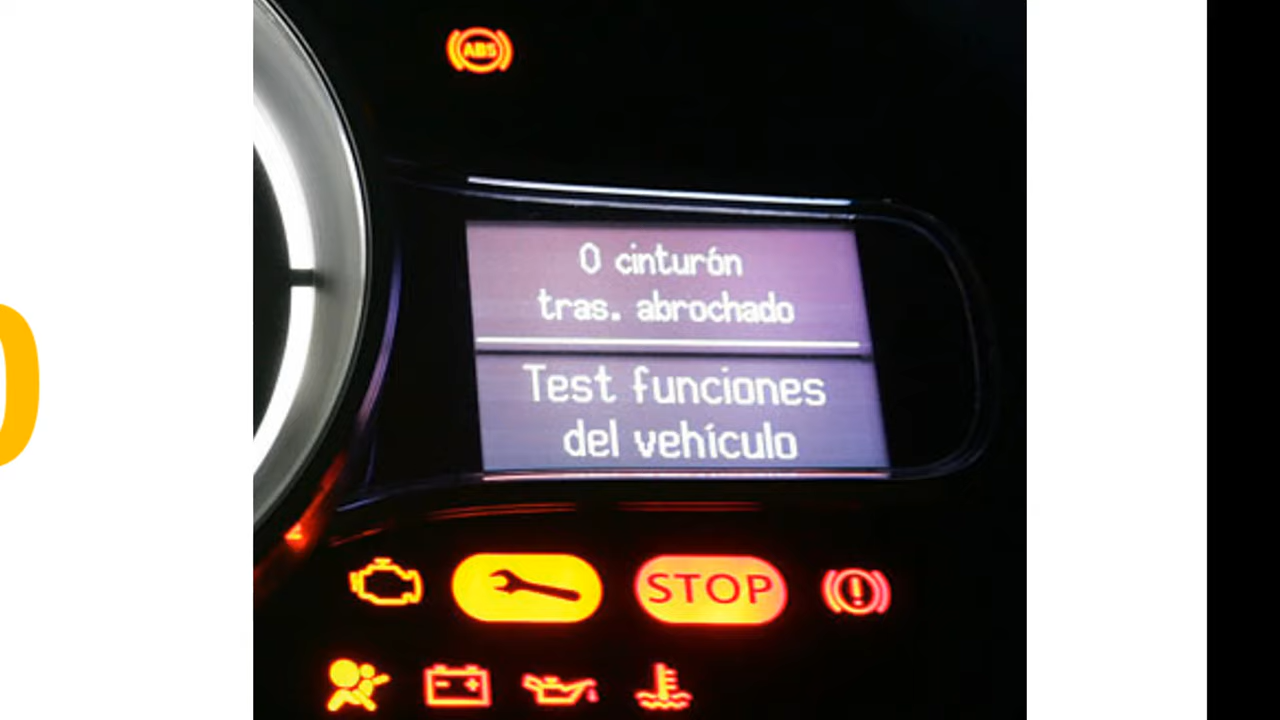 ABS
0 cinturón
tras. abrochado
Test funciones
del vehículo
STOP